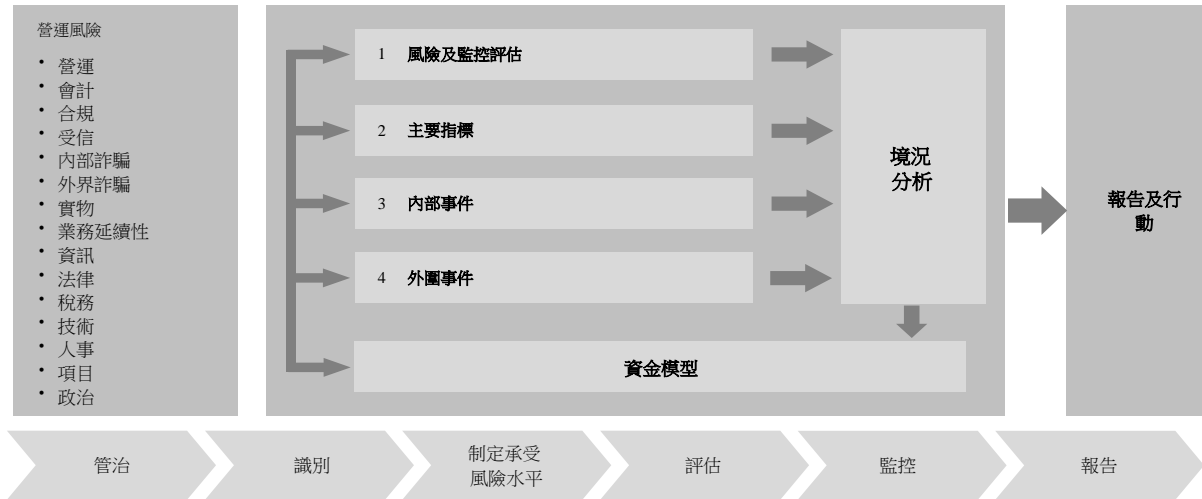 營運風險
• 營運
• 會計
• 合規
• 受信
• 內部詐騙
• 外界詐騙
• 實物
• 業務延續性
• 資訊
• 法律
• 稅務
• 技術
• 人事
• 項目
• 政治
1 風險及監控評估
2 主要指標
3 內部事件
4 外圍事件
境況
分析
資金模型
報告及行
動
管治
識別
制定承受
風險水平
評估
監控
報告